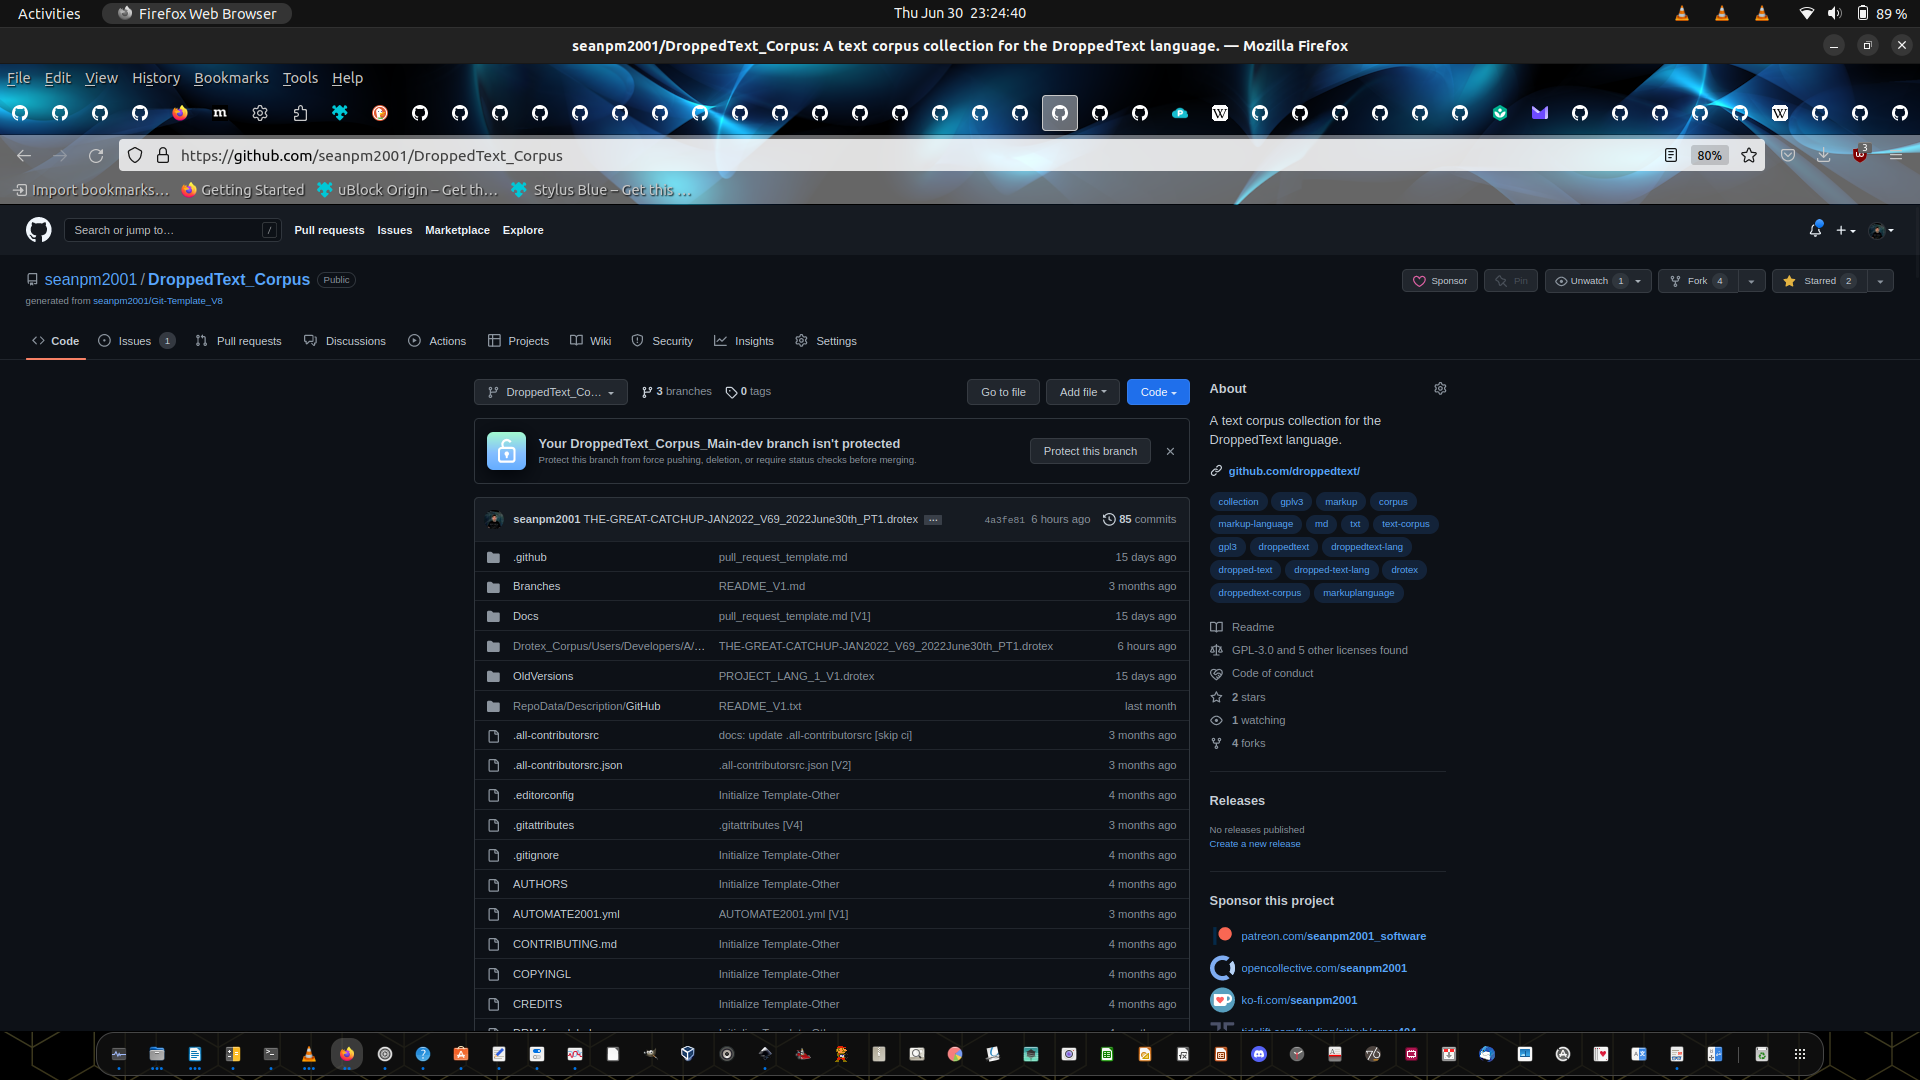 Activities
Firefox Web Browser
Thu Jun 30 23:24:40
89 %
seanpm2001/DroppedText_Corpus: A text corpus collection for the DroppedText language. — Mozilla Firefox
File Edit View History Bookmarks Tools Help
https://github.com/seanpm2001/DroppedText_Corpus
80%
3
Import bookmarks…
Getting Started
uBlock Origin – Get th…
Stylus Blue – Get this …
Search or jump to…
/
Pull requests
Issues
Marketplace
Explore
seanpm2001 / DroppedText_Corpus
Public
generated from seanpm2001/Git-Template_V8
Sponsor
Pin
Unwatch 1
Fork 4
Starred 2
Code
Issues 1
Pull requests
Discussions
Actions
Projects
Wiki
Security
Insights
Settings
DroppedText_Co…
3 branches
0 tags
Go to file
Add file
Code
Your DroppedText_Corpus_Main-dev branch isn't protected
Protect this branch from force pushing, deletion, or require status checks before merging.
Protect this branch
seanpm2001 THE-GREAT-CATCHUP-JAN2022_V69_2022June30th_PT1.drotex … 4a3fe81 6 hours ago 85 commits
.github pull_request_template.md 15 days ago
Branches README_V1.md 3 months ago
Docs pull_request_template.md [V1] 15 days ago
Drotex_Corpus/Users/Developers/A/… THE-GREAT-CATCHUP-JAN2022_V69_2022June30th_PT1.drotex 6 hours ago
OldVersions PROJECT_LANG_1_V1.drotex 15 days ago
RepoData/Description/GitHub README_V1.txt last month
.all-contributorsrc docs: update .all-contributorsrc [skip ci] 3 months ago
.all-contributorsrc.json .all-contributorsrc.json [V2] 3 months ago
.editorconfig Initialize Template-Other 4 months ago
.gitattributes .gitattributes [V4] 3 months ago
.gitignore Initialize Template-Other 4 months ago
AUTHORS Initialize Template-Other 4 months ago
AUTOMATE2001.yml AUTOMATE2001.yml [V1] 3 months ago
CONTRIBUTING.md Initialize Template-Other 4 months ago
COPYINGL Initialize Template-Other 4 months ago
CREDITS Initialize Template-Other 4 months ago
About
A text corpus collection for the
DroppedText language.
github.com/droppedtext/
collection gplv3 markup corpus
markup-language md txt text-corpus
gpl3 droppedtext droppedtext-lang
dropped-text dropped-text-lang drotex
droppedtext-corpus markuplanguage
Readme
GPL-3.0 and 5 other licenses found
Code of conduct
2 stars
1 watching
4 forks
Releases
No releases published
Create a new release
Sponsor this project
patreon.com/seanpm2001_software
opencollective.com/seanpm2001
ko-fi.com/seanpm2001